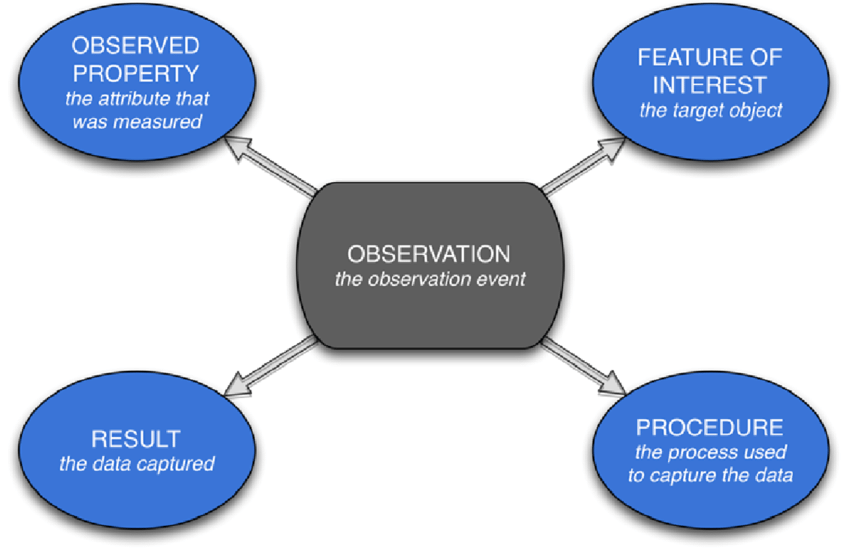 OBSERVED
PROPERTY
the attribute that
was measured
FEATURE OF
INTEREST
the target object
OBSERVATION
the observation event
RESULT
the data captured
PROCEDURE
the process used
to capture the data